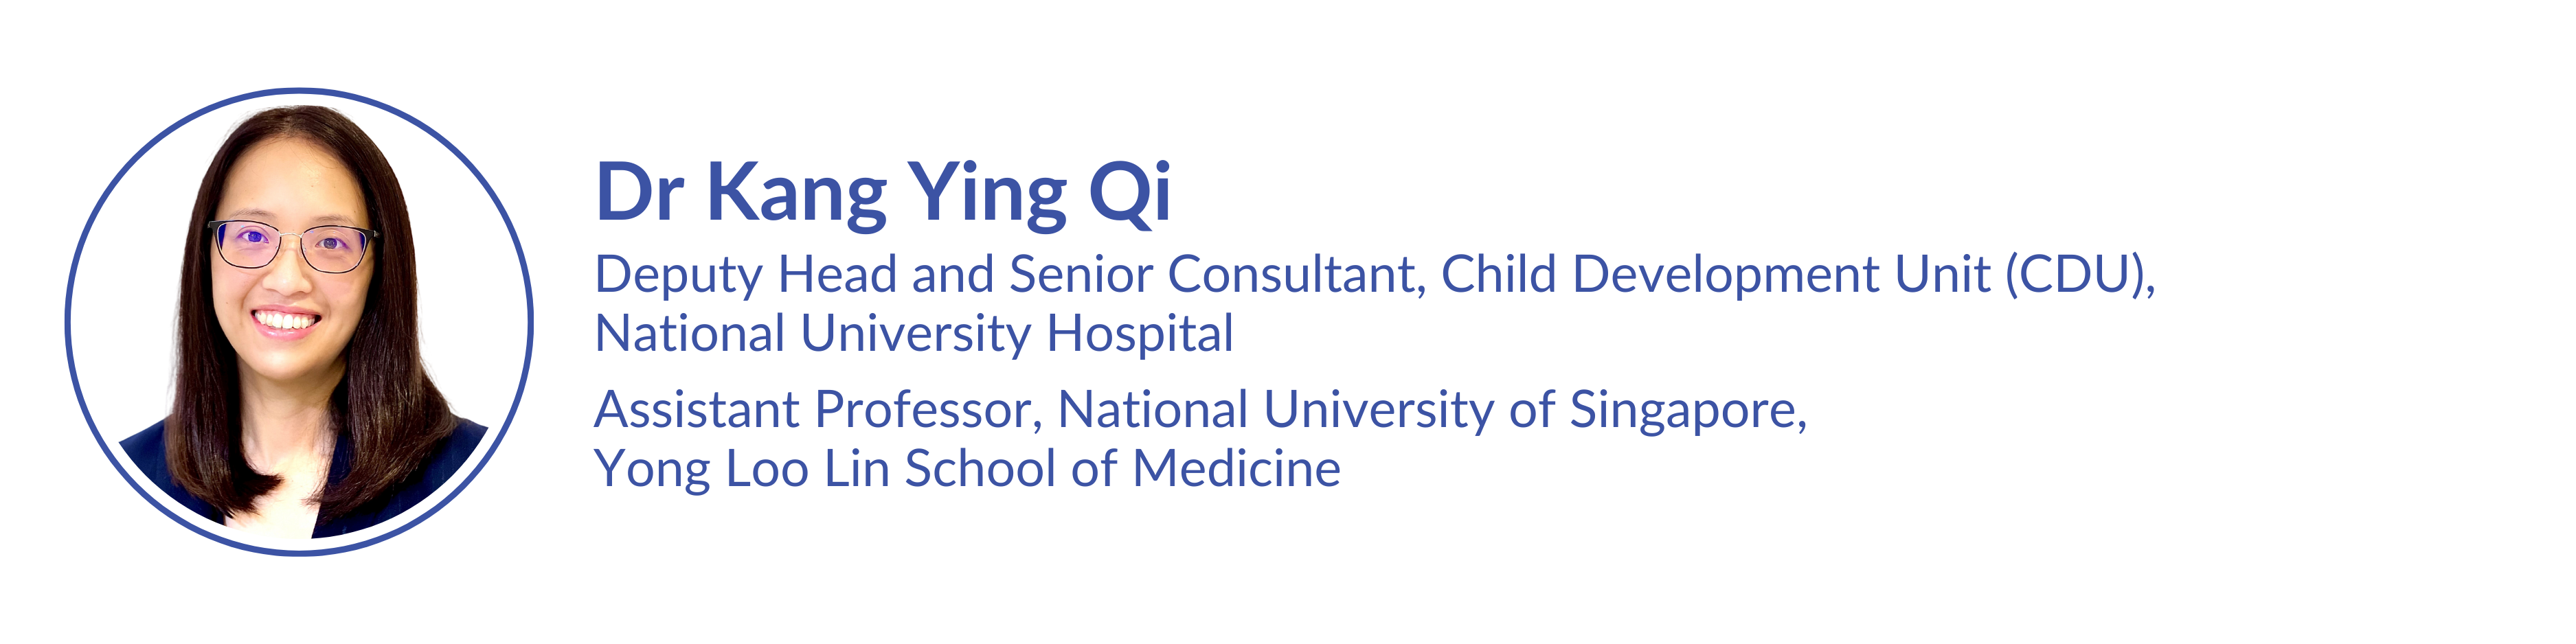 Dr Kang Ying Qi
Deputy Head and Senior Consultant, Child Development Unit (CDU),
National University Hospital
Assistant Professor, National University of Singapore,
Yong Loo Lin School of Medicine